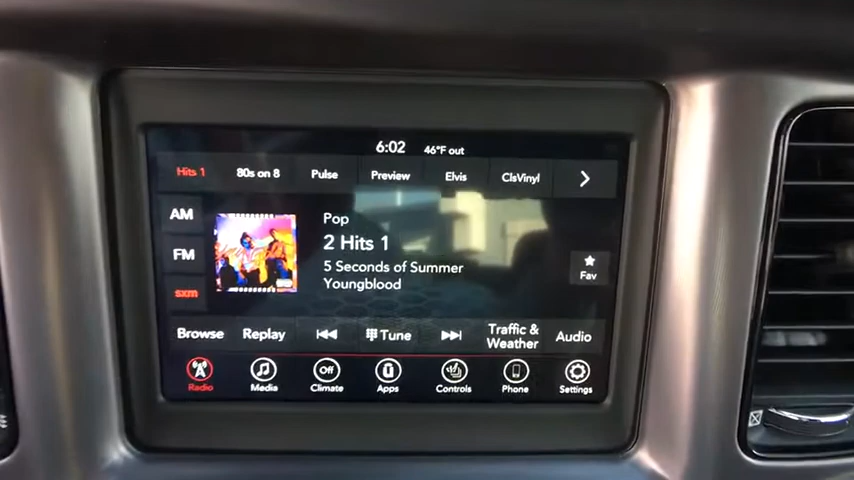 6:02 46°F out
Hits 1 80s on 8 Pulse Preview Elvis ClsVinyl
AM
FM
sxm
Pop
2 Hits 1
5 Seconds of Summer
Youngblood
Fav
Browse Replay Tune Traffic & Weather Audio
Radio Media Off Climate Apps Controls Phone Settings